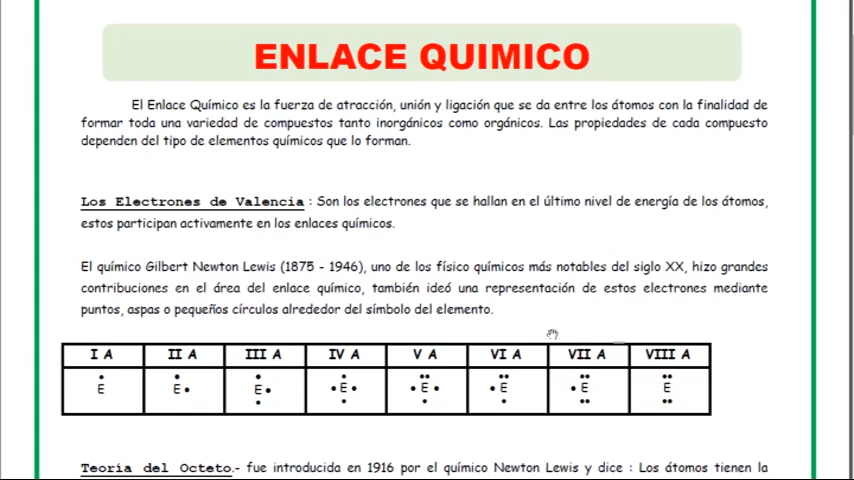 ENLACE QUIMICO
El Enlace Químico es la fuerza de atracción, unión y ligación que se da entre los átomos con la finalidad de
formar toda una variedad de compuestos tanto inorgánicos como orgánicos. Las propiedades de cada compuesto
dependen del tipo de elementos químicos que lo forman.
Los Electrones de Valencia : Son los electrones que se hallan en el último nivel de energía de los átomos,
estos participan activamente en los enlaces químicos.
El químico Gilbert Newton Lewis (1875 - 1946), uno de los físico químicos más notables del siglo XX, hizo grandes
contribuciones en el área del enlace químico, también ideó una representación de estos electrones mediante
puntos, aspas o pequeños círculos alrededor del símbolo del elemento.
I A II A III A IV A V A VI A VII A VIII A
E E E E E E E E
Teoría del Octeto.- fue introducida en 1916 por el químico Newton Lewis y dice : Los átomos tienen la